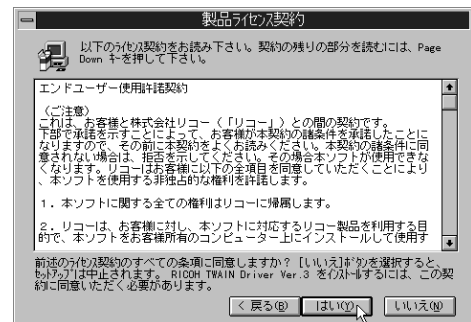 製品ライセンス契約
以下のライセンス契約をお読み下さい。契約の残りの部分を読むには、Page
Down キーを押して下さい。
エンドユーザー使用許諾契約
(ご注意)
これは、お客様と株式会社リコー（「リコー」）との間の契約です。
下部で承諾を示すことによって、お客様が本契約の諸条件を承諾したことに
なりますので、その前に本契約をよくお読みください。本契約の諸条件に同
意されない場合は、拒否を示してください。その場合本ソフトが使用できな
くなります。リコーはお客様に以下の全項目を同意していただくことにより
、本ソフトを使用する非独占的な権利を許諾します。
1．本ソフトに関する全ての権利はリコーに帰属します。
2．リコーは、お客様に対し、本ソフトに対応するリコー製品を利用する目
的で、本ソフトをお客様所有のコンピューター上にインストールして使用す
前述のライセンス契約のすべての条項に同意しますか？［いいえ］ボタンを選択すると、
セットアップは中止されます。RICOH TWAIN Driver Ver.3 をインストールするには、この契
約に同意いただく必要があります。
< 戻る(B)
はい(Y)
いいえ(N)